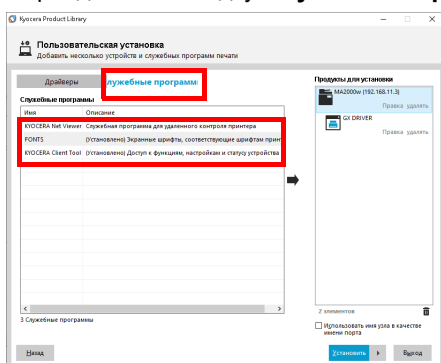 Kyocera Product Library
Пользовательская установка
Добавить несколько устройств и служебных программ печати
Драйверы
лужебные програм
Служебные программы
Имя Описание
KYOCERA Net Viewer Служебная программа для удаленного контроля принтера
FONTS (Установлено) Экранные шрифты, соответствующие шрифтам принт
KYOCERA Client Tool (Установлено) Доступ к функциям, настройкам и статусу устройства
3 Служебные программы
Продукты для установки
MA2000w (192.168.11.3)
Правка удалить
GX DRIVER
Правка удалить
2 элементов
Использовать имя узла в качестве
имени порта
Назад
Установить
Выход